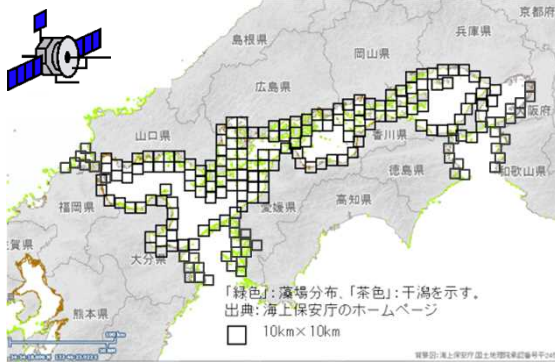 京都府
兵庫県
島根県
岡山県
広島県
大阪府
山口県
香川県
徳島県
和歌山県
福岡県
愛媛県
高知県
大分県
熊本県
「緑色」:藻場分布、「茶色」:干潟を示す。
出典:海上保安庁のホームページ
10km×10km